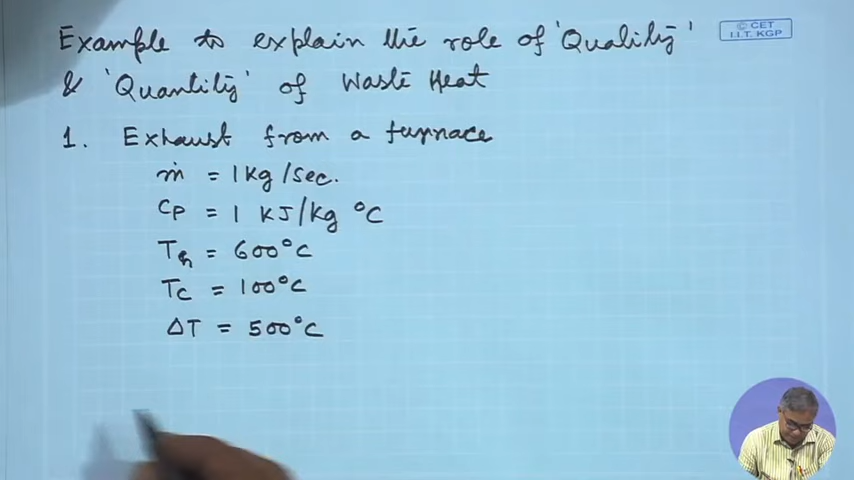 Example to explain the role of 'Quality'
& 'Quantity' of Waste Heat
© CET
I.I.T. KGP
1. Exhaust from a furnace
ṁ = 1 kg/sec.
Cp = 1 KJ/kg °C
Th = 600°C
Tc = 100°C
ΔT = 500°C